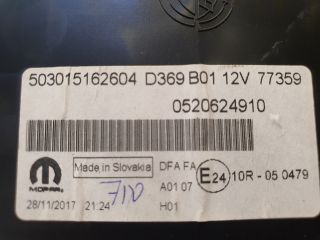 503015162604 D369 B01 12V 77359
0520624910
MOPAR
Made in Slovakia
DFA FA
E24 10R - 05 0479
A01 07
28/11/2017 21:24
H01